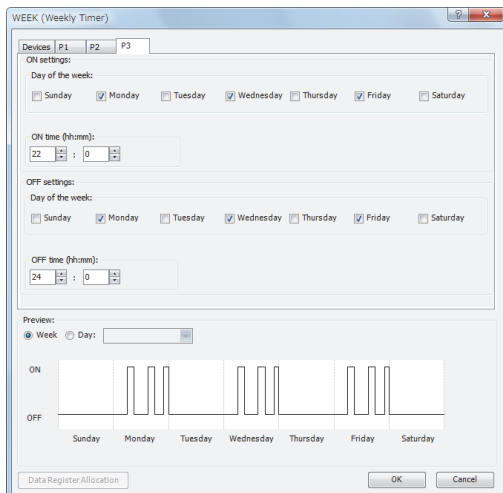 WEEK (Weekly Timer)
Devices P1 P2 P3
ON settings:
Day of the week:
Sunday Monday Tuesday Wednesday Thursday Friday Saturday
ON time (hh:mm):
22 : 0
OFF settings:
Day of the week:
Sunday Monday Tuesday Wednesday Thursday Friday Saturday
OFF time (hh:mm):
24 : 0
Preview:
Week Day:
ON
OFF
Sunday Monday Tuesday Wednesday Thursday Friday Saturday
Data Register Allocation OK Cancel